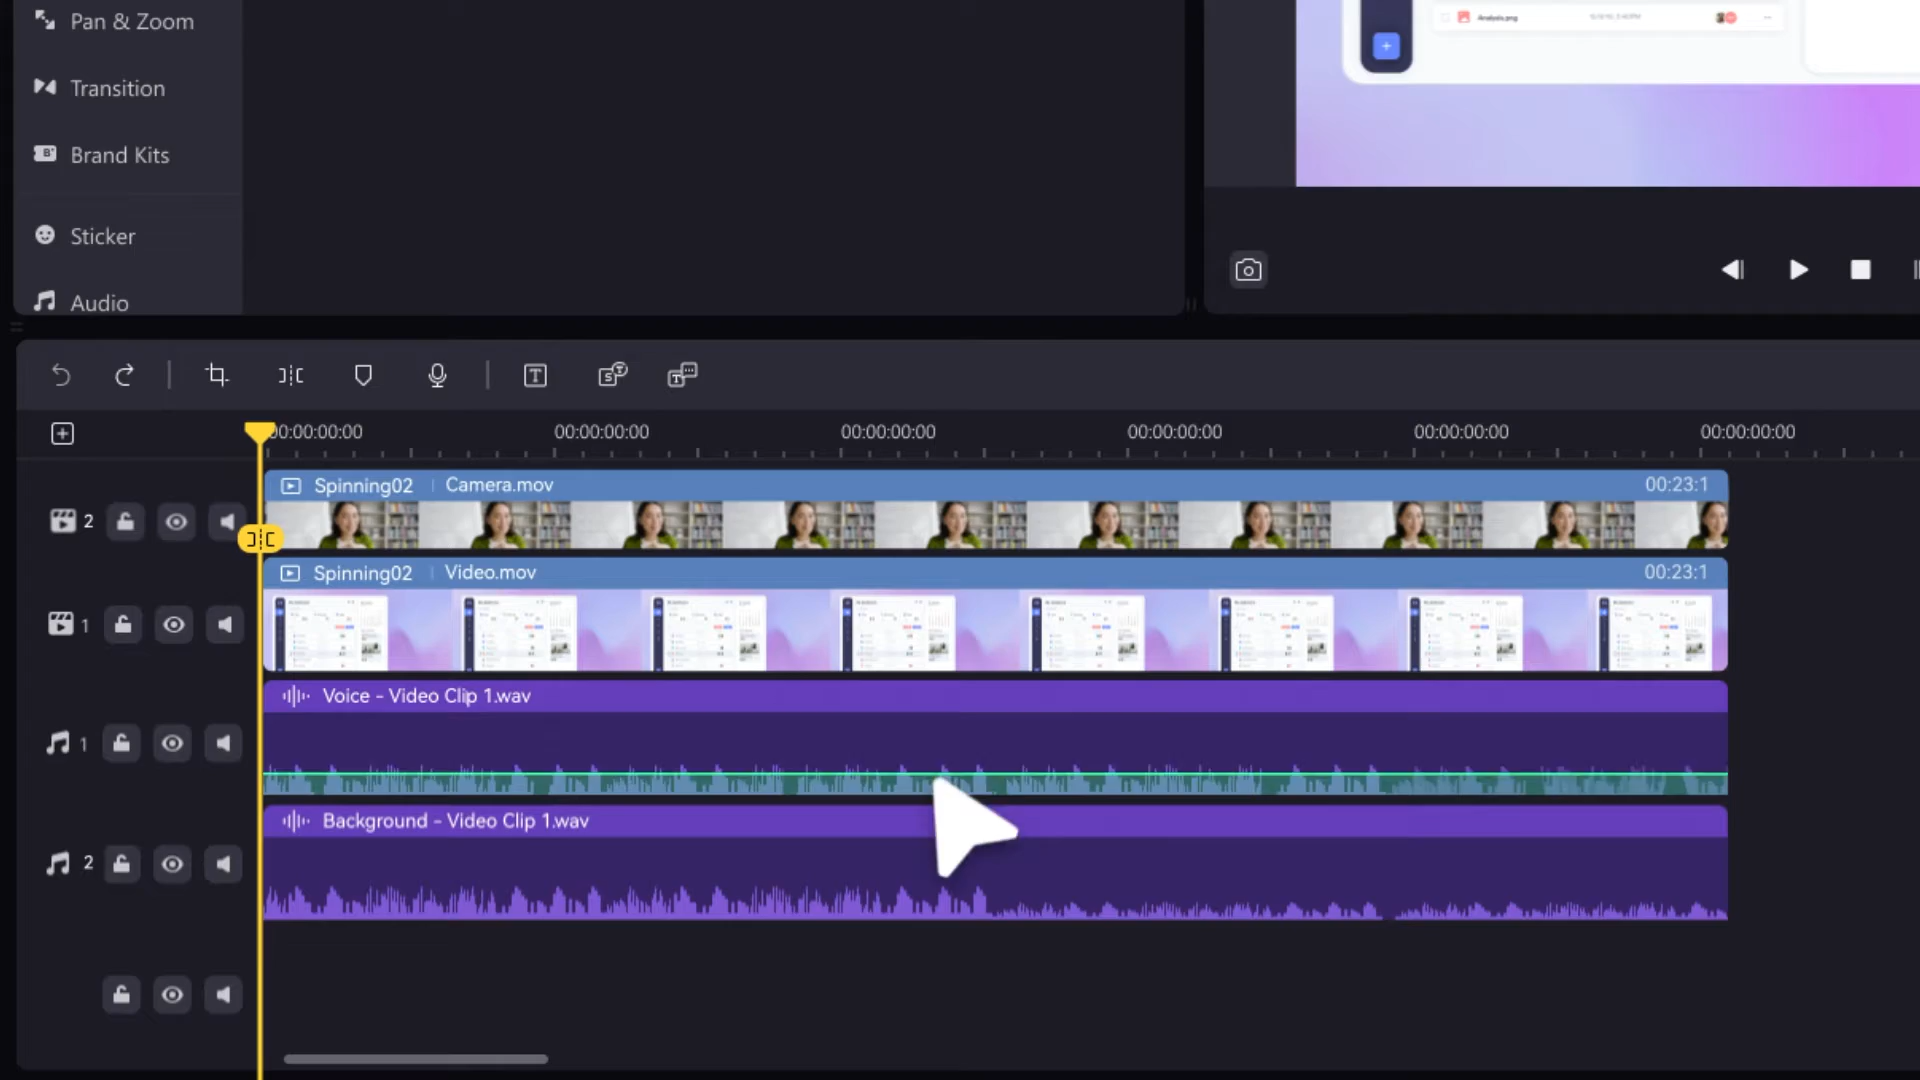 Pan & Zoom
Transition
Brand Kits
Sticker
Audio
Analysis.png
00:00:00:00 00:00:00:00 00:00:00:00 00:00:00:00 00:00:00:00 00:00:00:00
2
Spinning02 | Camera.mov 00:23:1
1
Spinning02 | Video.mov 00:23:1
1
Voice - Video Clip 1.wav
2
Background - Video Clip 1.wav